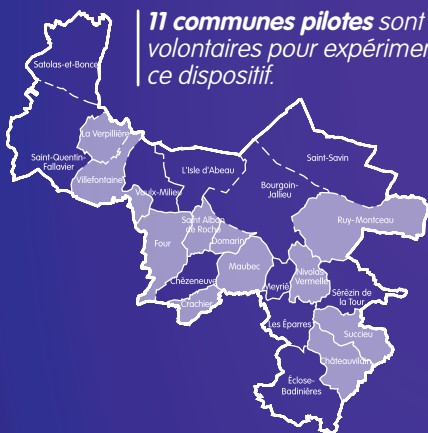 11 communes pilotes sont
volontaires pour expérimen
ce dispositif.
Satolas-et-Bonce
La Verpillière
Saint-Quentin-
Fallavier
Villefontaine
Vaulx-Milieu
L'Isle d'Abeau
Saint-Savin
Bourgoin-
Jallieu
Saint Alban
de Roche
Domarin
Ruy-Montceau
Four
Maubec
Nivolas
Vermelle
Chèzeneuve
Meyrié
Sérézin de
la Tour
Crachier
Les Éparres
Succieu
Châteauvilain
Éclose-
Badinières